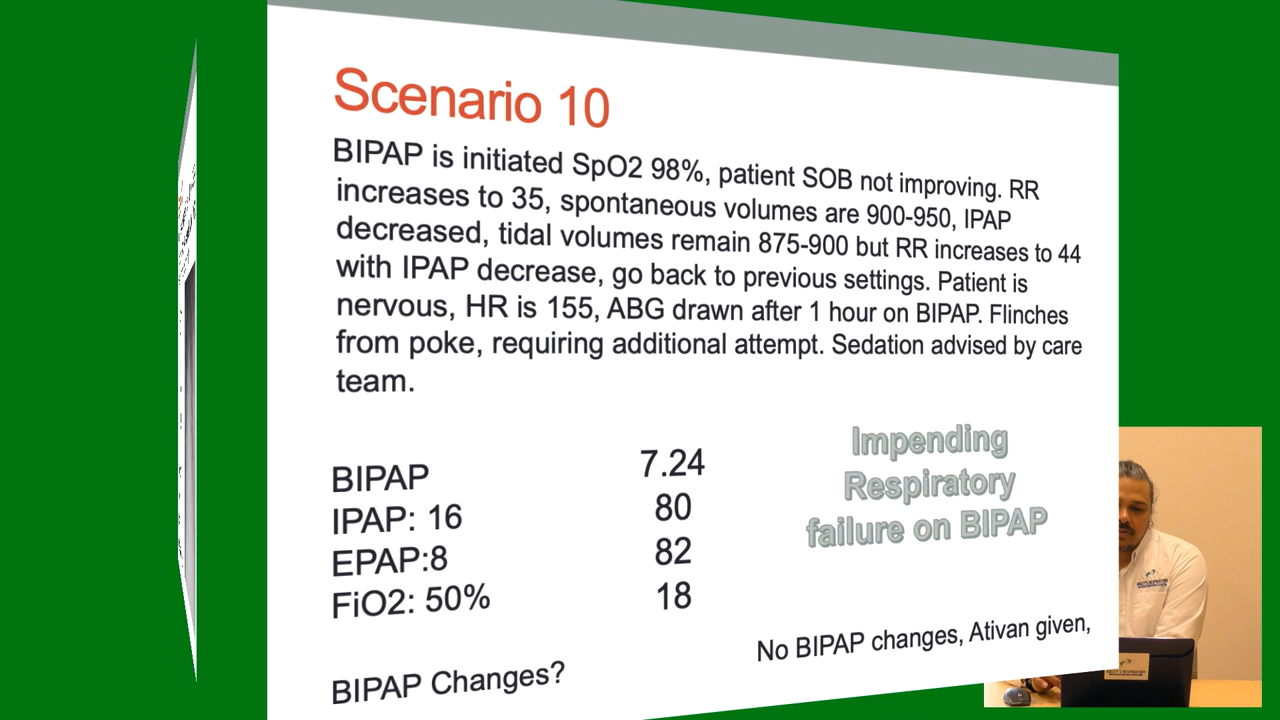 Scenario 10
BIPAP is initiated SpO2 98%, patient SOB not improving. RR
increases to 35, spontaneous volumes are 900-950, IPAP
decreased, tidal volumes remain 875-900 but RR increases to 44
with IPAP decrease, go back to previous settings. Patient is
nervous, HR is 155, ABG drawn after 1 hour on BIPAP. Flinches
from poke, requiring additional attempt. Sedation advised by care
team.
Impending
Respiratory
failure on BIPAP
BIPAP 7.24
IPAP: 16 80
EPAP:8 82
FiO2: 50% 18
No BIPAP changes, Ativan given,
BIPAP Changes?